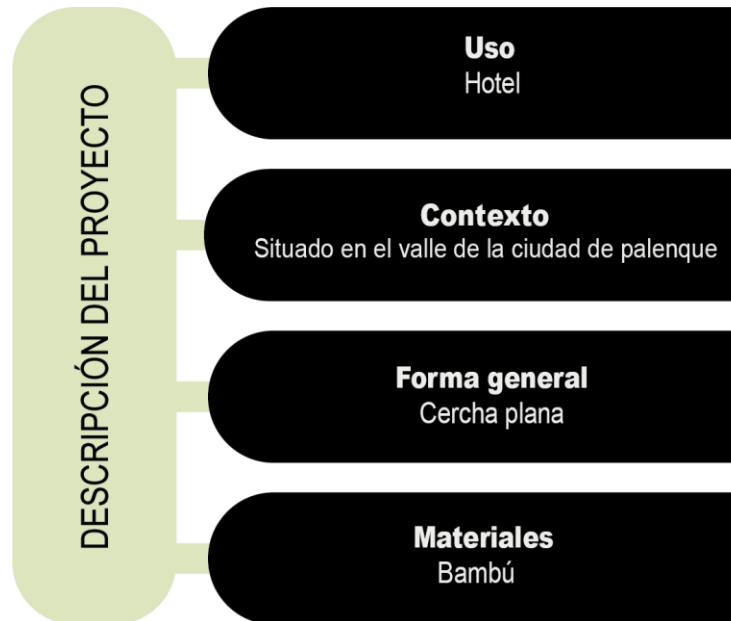 DESCRIPCIÓN DEL PROYECTO
Uso
Hotel
Contexto
Situado en el valle de la ciudad de palenque
Forma general
Cercha plana
Materiales
Bambú